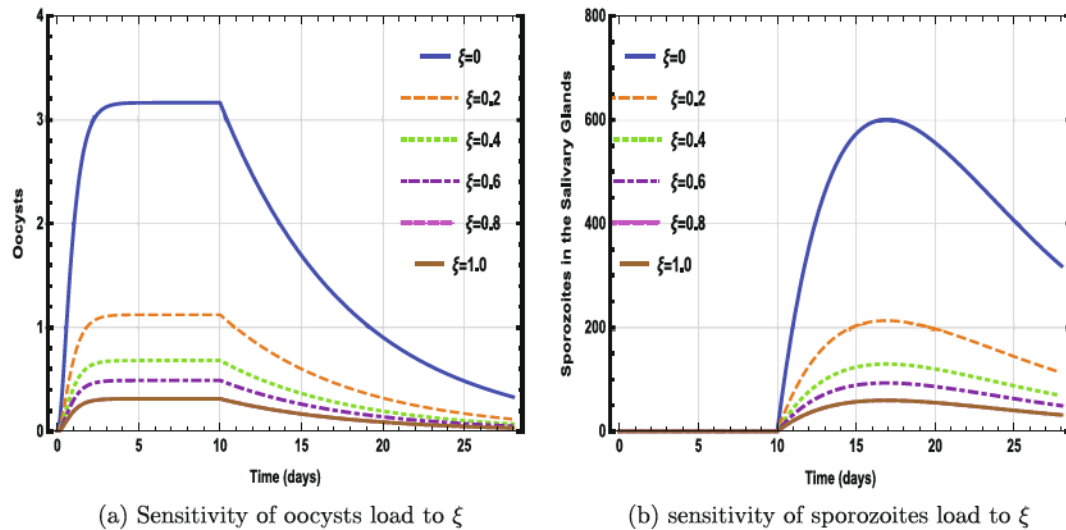 4
3
2
1
0
Oocysts
0
5
10
15
20
25
Time (days)
ξ=0
ξ=0.2
ξ=0.4
ξ=0.6
ξ=0.8
ξ=1.0
(a) Sensitivity of oocysts load to ξ
800
600
400
200
0
Sporozoites in the Salivary Glands
0
5
10
15
20
25
Time (days)
ξ=0
ξ=0.2
ξ=0.4
ξ=0.6
ξ=0.8
ξ=1.0
(b) sensitivity of sporozoites load to ξ